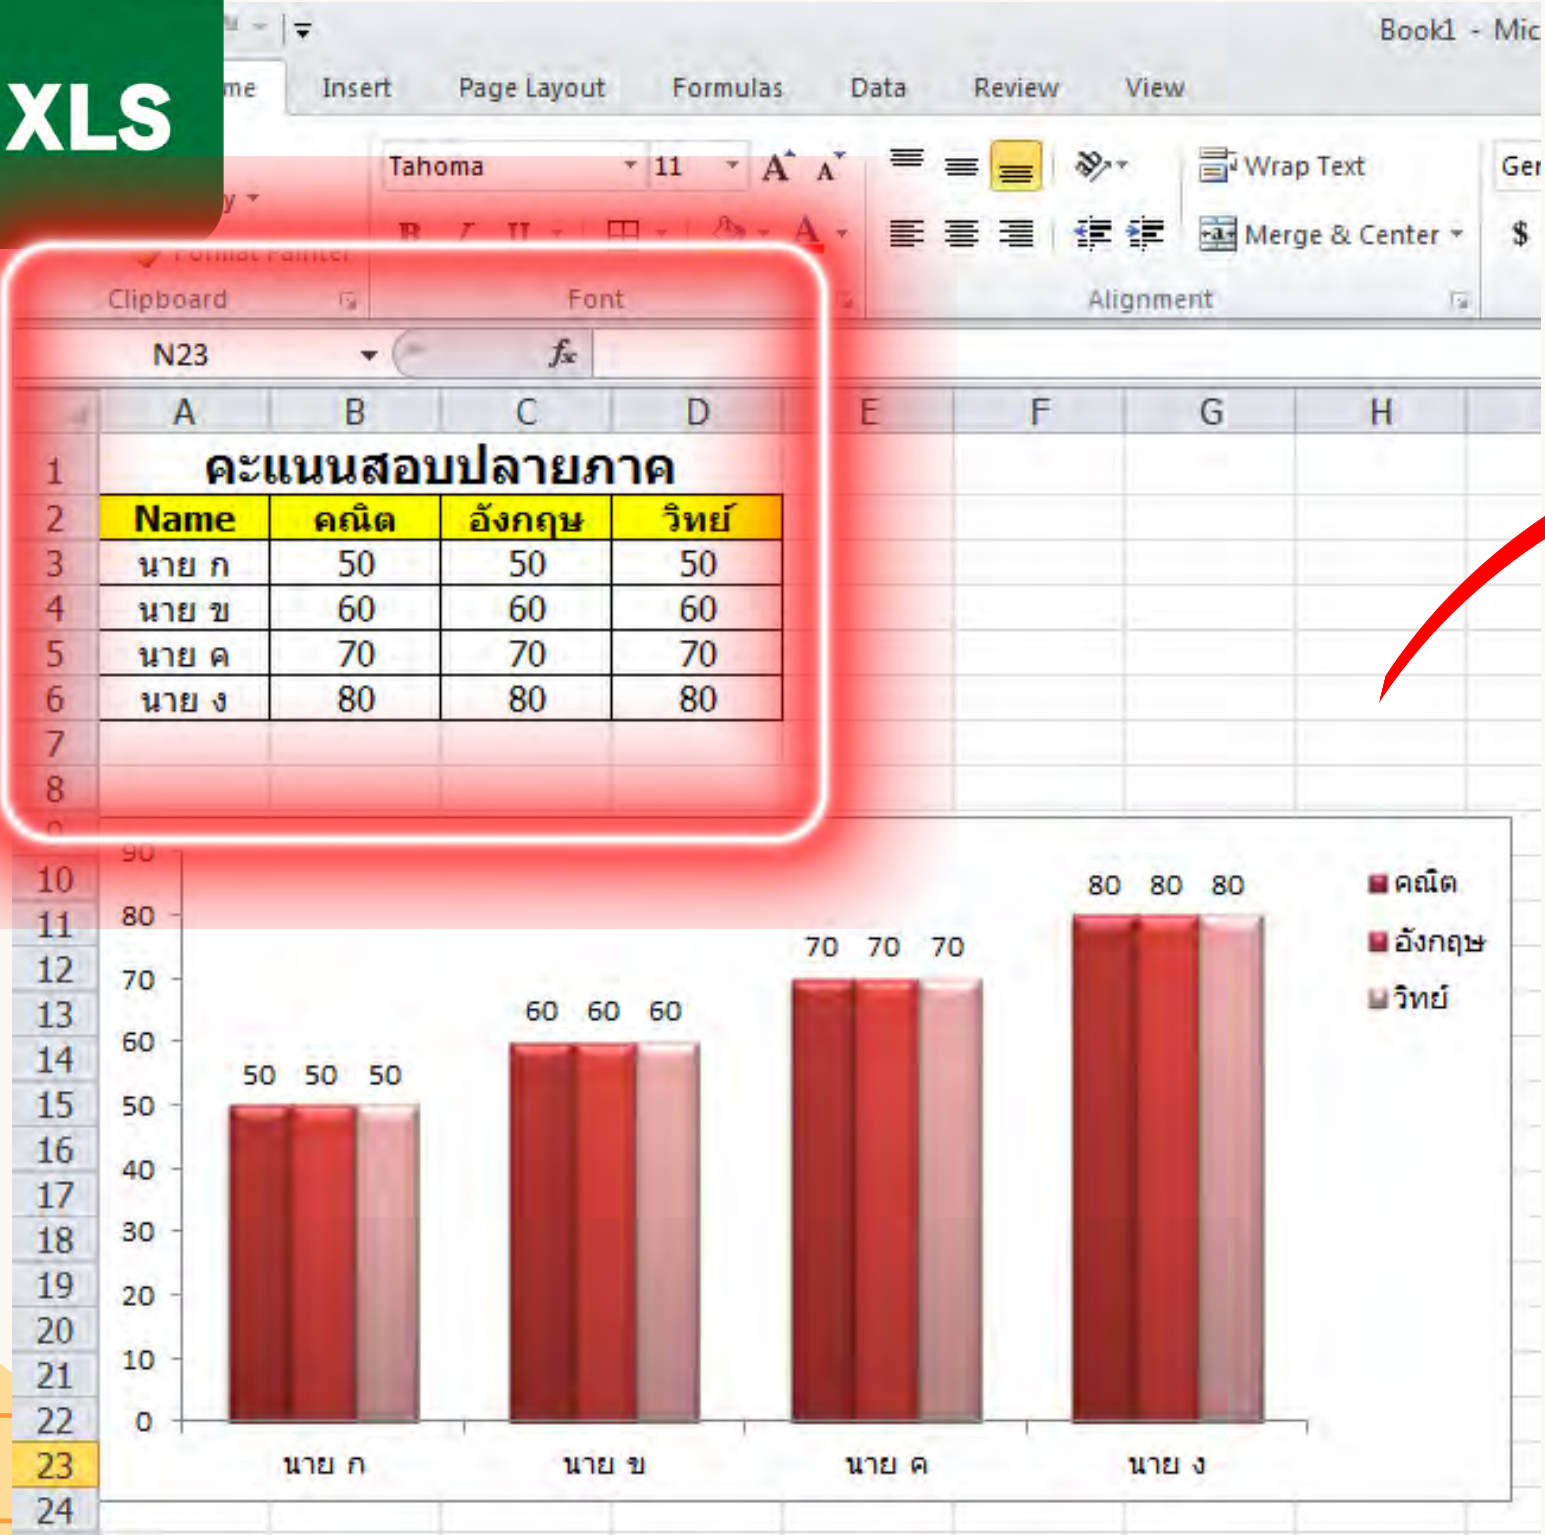 XLS
Book1 - Mic
me Insert Page Layout Formulas Data Review View
Tahoma 11 A A Wrap Text Ger
y
B I U A Merge & Center $
Format Painter
Clipboard Font Alignment
N23 fx
A B C D E F G H
1 คะแนนสอบปลายภาค
2 Name คณิต อังกฤษ วิทย์
3 นาย ก 50 50 50
4 นาย ข 60 60 60
5 นาย ค 70 70 70
6 นาย ง 80 80 80
7
8
9
90
10 80 80 80 คณิต
11 80
70 70 70 อังกฤษ
12 70
13 60 60 60 วิทย์
14 60
50 50 50
15 50
16 40
17
18 30
19 20
20
21 10
22 0
23 นาย ก นาย ข นาย ค นาย ง
24